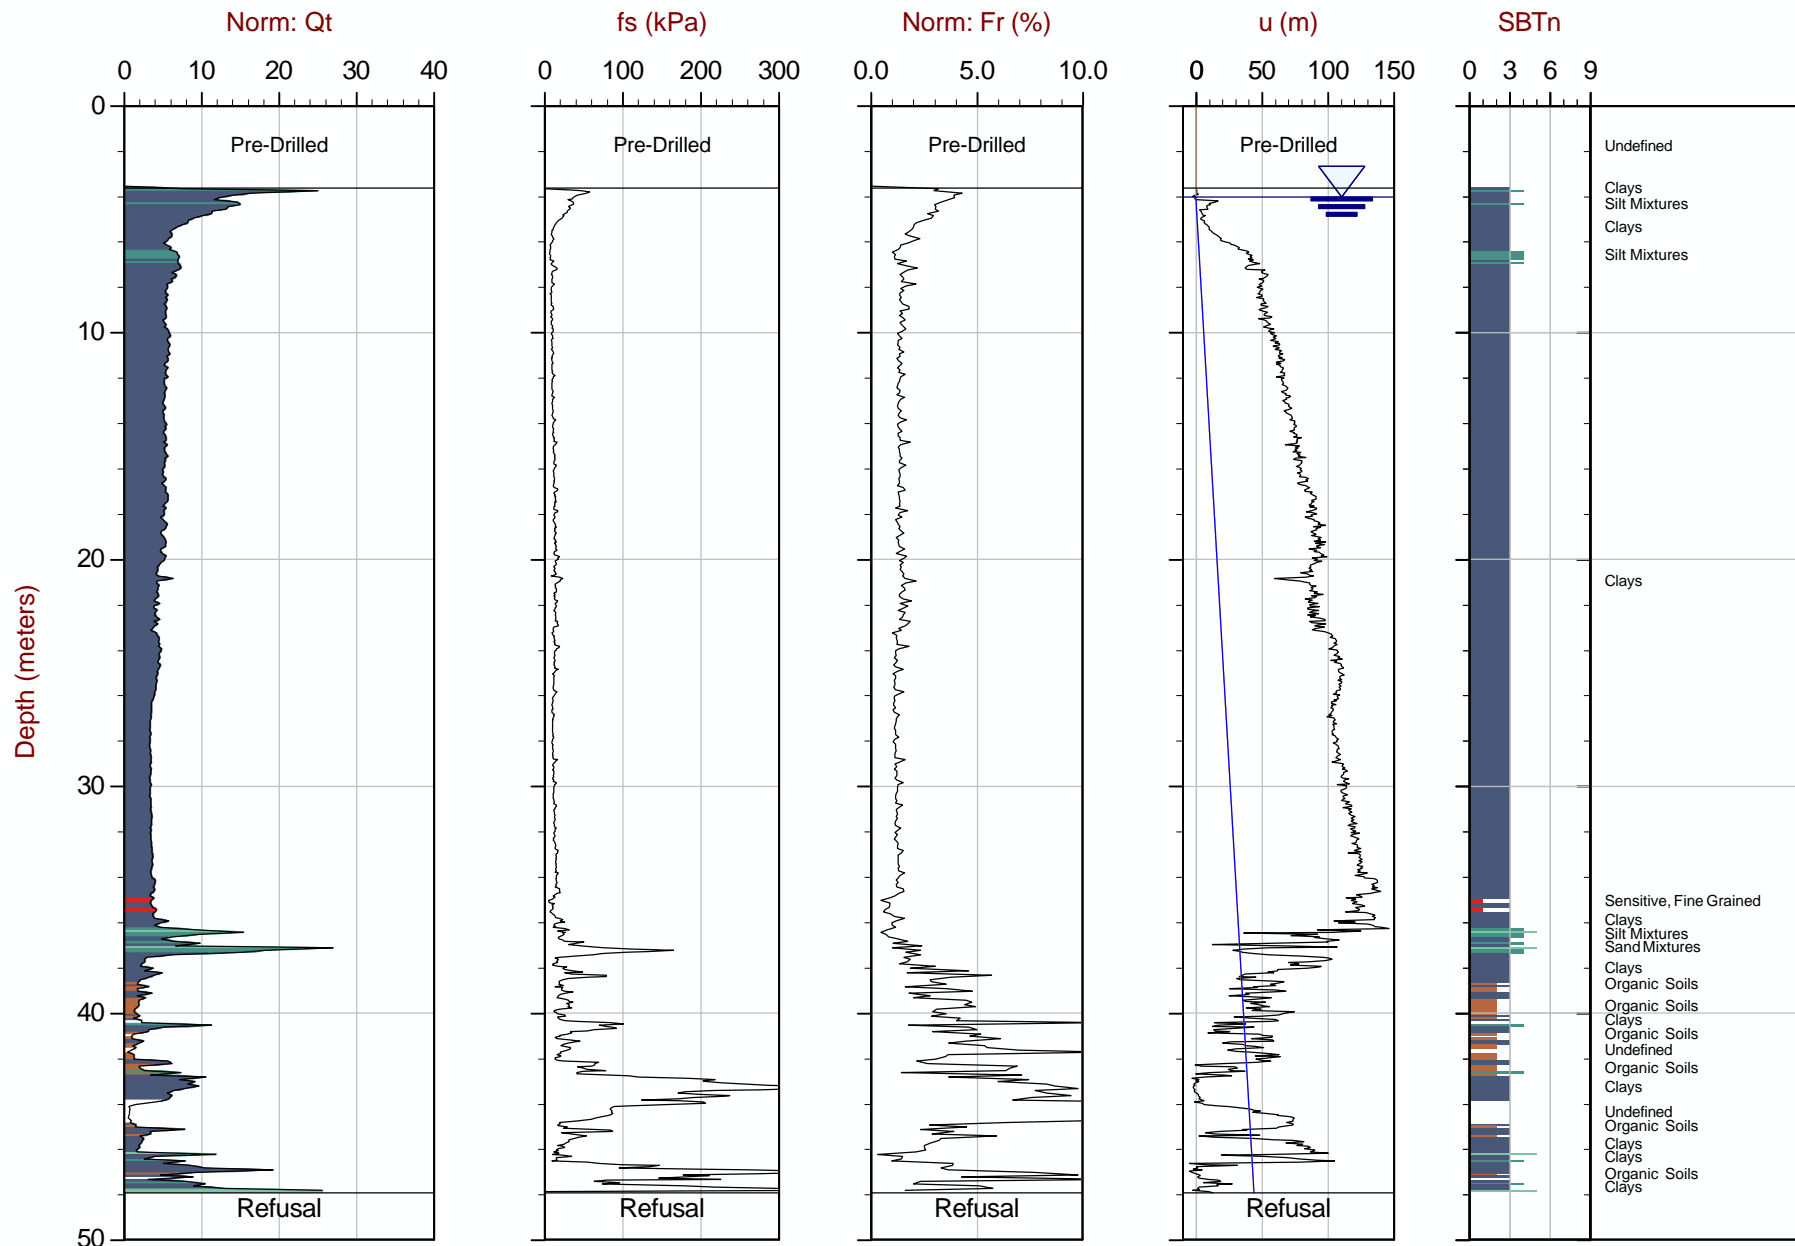 Norm: Qt fs (kPa) Norm: Fr (%) u (m) SBTn
0 10 20 30 40 0 100 200 300 0.0 5.0 10.0 0 50 100 150 0 3 6 9
0
Pre-Drilled Pre-Drilled Pre-Drilled Pre-Drilled Undefined
Clays
Silt Mixtures
Clays
Silt Mixtures
10
20
Clays
Depth (meters)
30
Sensitive, Fine Grained
Clays
Silt Mixtures
Sand Mixtures
Clays
Organic Soils
Organic Soils
40
Clays
Organic Soils
Undefined
Organic Soils
Clays
Undefined
Organic Soils
Clays
Clays
Organic Soils
Clays
Refusal Refusal
50